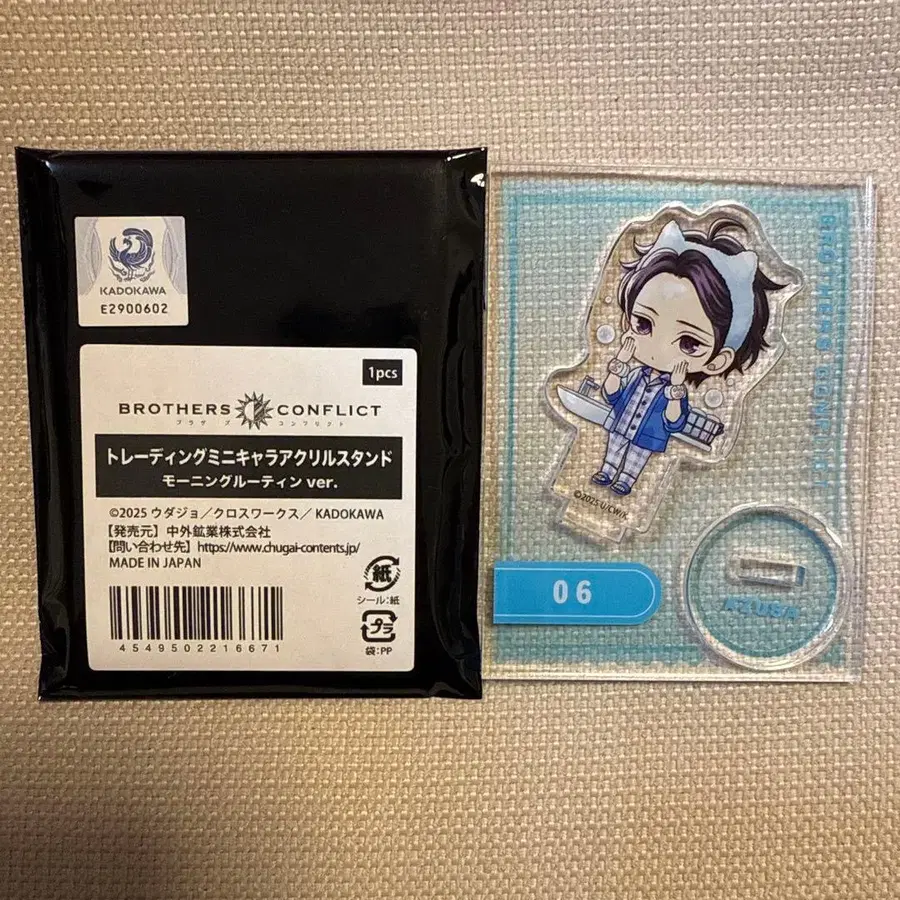 KADOKAWA
E2900602
1pcs
BROTHERS CONFLICT
ブラザーズ コンフリクト
トレーディングミニキャラアクリルスタンド
モーニングルーティン ver.
©2025 ウダジョ/クロスワークス/KADOKAWA
【発売元】中外鉱業株式会社
【問い合わせ先】https://www.chugai-contents.jp/
MADE IN JAPAN
紙
シール:紙
プラ
袋:PP
4549502216671
BROTHERS CONFLICT
©2025 U/CW/K
06
AZUSA